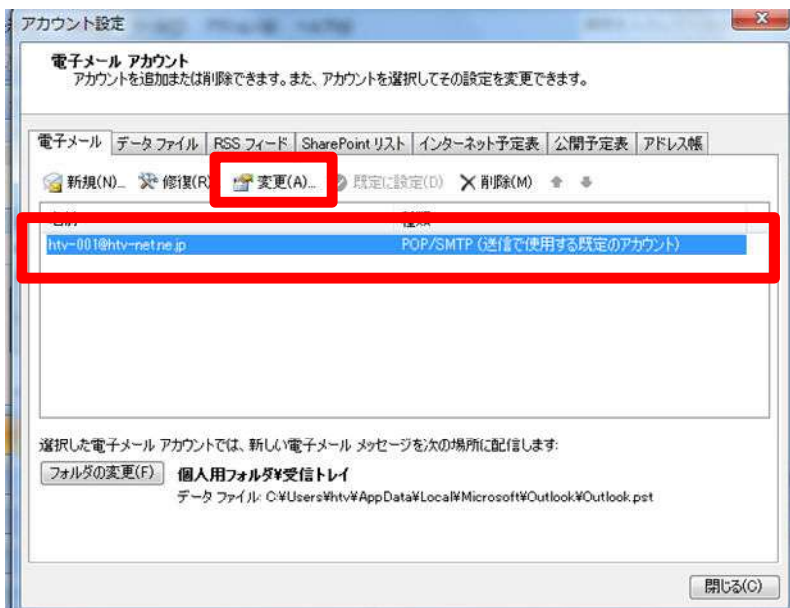 アカウント設定
電子メール アカウント
アカウントを追加または削除できます。また、アカウントを選択してその設定を変更できます。
電子メール データ ファイル RSS フィード SharePoint リスト インターネット予定表 公開予定表 アドレス帳
新規(N)... 修復(R 変更(A)... 既定に設定(D) 削除(M)
htv-001@htv-net.ne.jp POP/SMTP (送信で使用する既定のアカウント)
選択した電子メール アカウントでは、新しい電子メール メッセージを次の場所に配信します:
フォルダの変更(F) 個人用フォルダ¥受信トレイ
データ ファイル: C:¥Users¥htv¥AppData¥Local¥Microsoft¥Outlook¥Outlook.pst
閉じる(C)